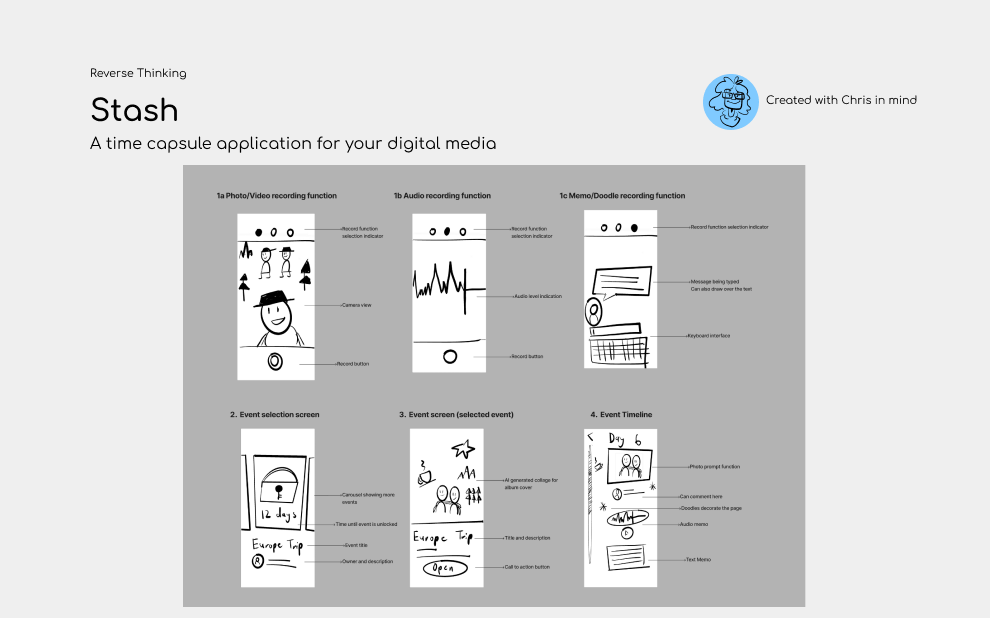 Reverse Thinking
Stash
A time capsule application for your digital media
Created with Chris in mind
1a Photo/Video recording function
Record function
selection indicator
Camera view
Record button
1b Audio recording function
Record function
selection indicator
Audio level indication
Record button
1c Memo/Doodle recording function
Record function selection indicator
Message being typed
Can also draw over the text
Keyboard interface
2. Event selection screen
12 days
Europe Trip
Carousel showing more
events
Time until event is unlocked
Event title
Owner and description
3. Event screen (selected event)
Europe Trip
Open
AI generated collage for
album cover
Title and description
Call to action button
4. Event Timeline
Day 6
Photo prompt function
Can comment here
Doodles decorate the page
Audio memo
Text Memo